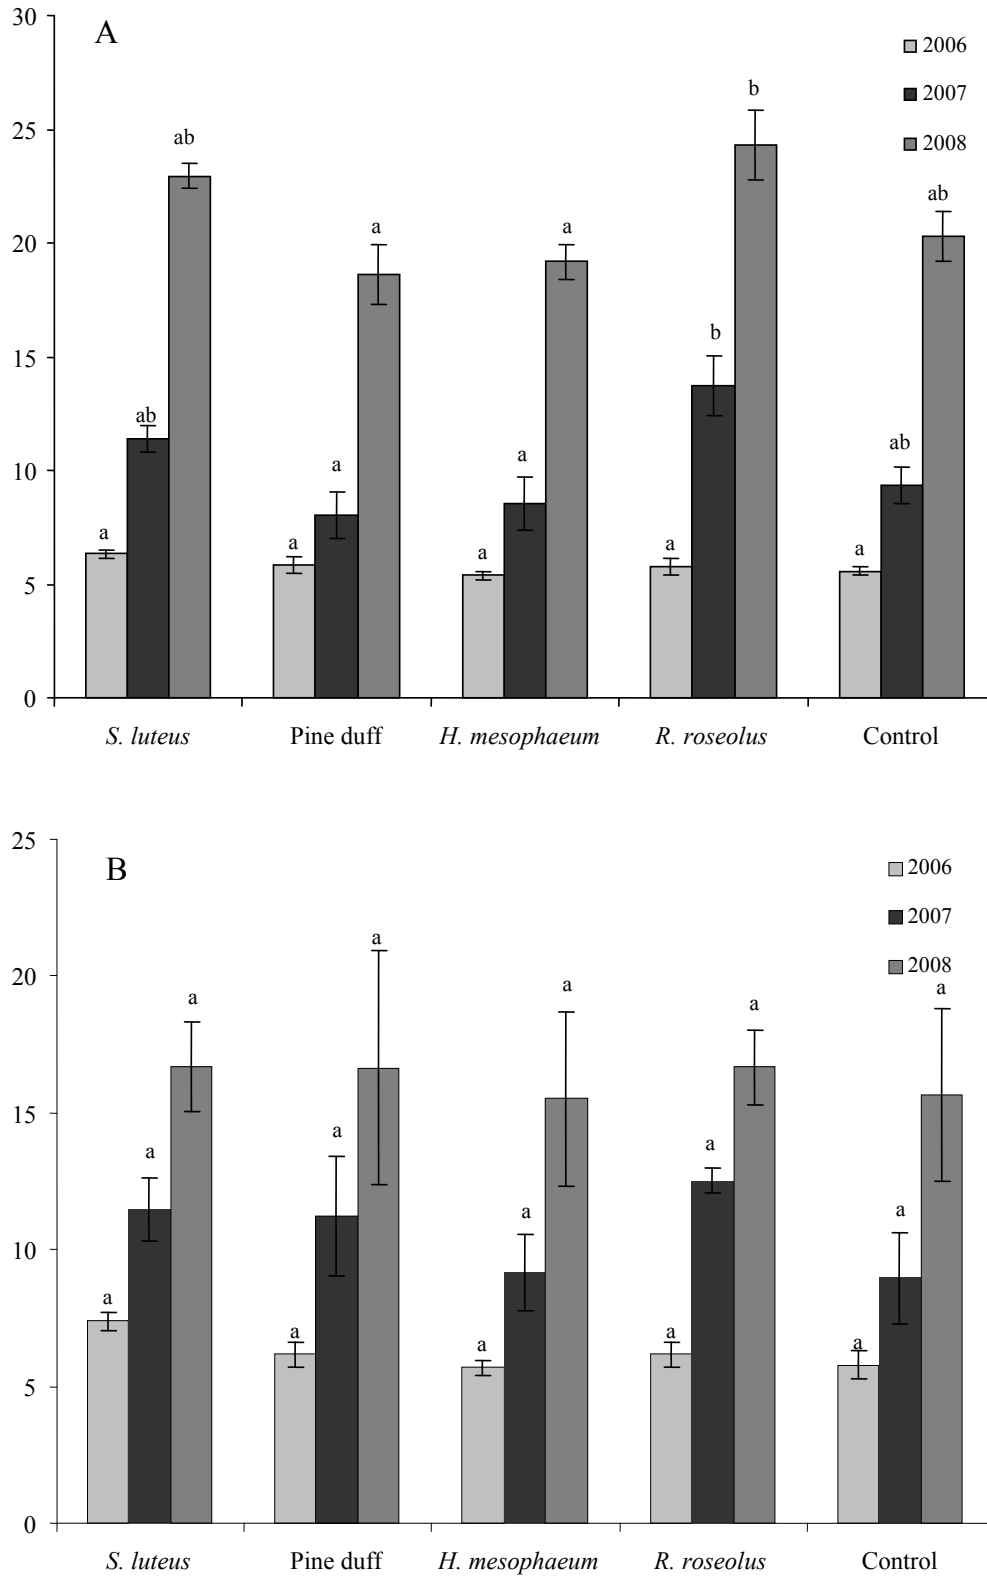 30
A
2006
2007
b
25
2008
ab
ab
a
a
20
15
b
ab
a
a
ab
10
a
a
a
a
a
5
0
S. luteus Pine duff H. mesophaeum R. roseolus Control
25
B
2006
2007
a
2008
20
a
a
a
a
15
a
a
a
a
a
10
a
a
a
a
a
5
0
S. luteus Pine duff H. mesophaeum R. roseolus Control